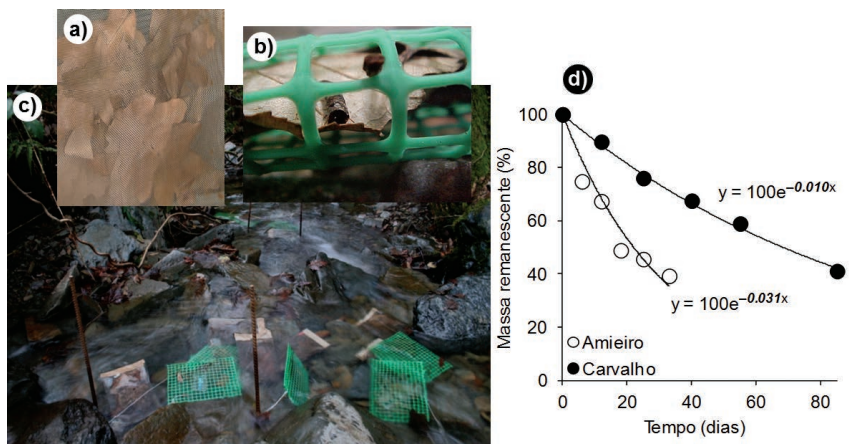 a)
b)
c)
d)
Massa remanescente (%)
100
80
60
40
20
0
y = 100e^–0.010x
y = 100e^–0.031x
Amieiro
Carvalho
0 20 40 60 80
Tempo (dias)